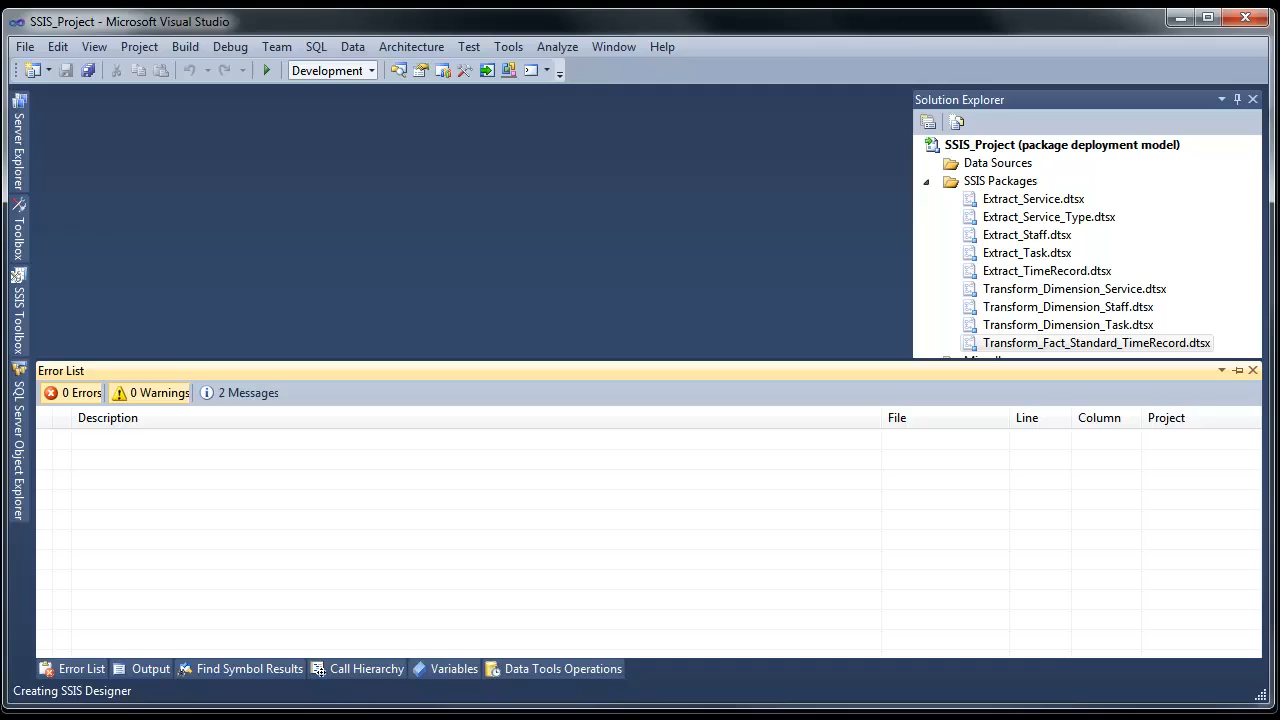 SSIS_Project - Microsoft Visual Studio
File Edit View Project Build Debug Team SQL Data Architecture Test Tools Analyze Window Help
Development
Server Explorer
Toolbox
SSIS Toolbox
SQL Server Object Explorer
Solution Explorer
SSIS_Project (package deployment model)
Data Sources
SSIS Packages
Extract_Service.dtsx
Extract_Service_Type.dtsx
Extract_Staff.dtsx
Extract_Task.dtsx
Extract_TimeRecord.dtsx
Transform_Dimension_Service.dtsx
Transform_Dimension_Staff.dtsx
Transform_Dimension_Task.dtsx
Transform_Fact_Standard_TimeRecord.dtsx
Error List
0 Errors 0 Warnings 2 Messages
Description File Line Column Project
Error List Output Find Symbol Results Call Hierarchy Variables Data Tools Operations
Creating SSIS Designer